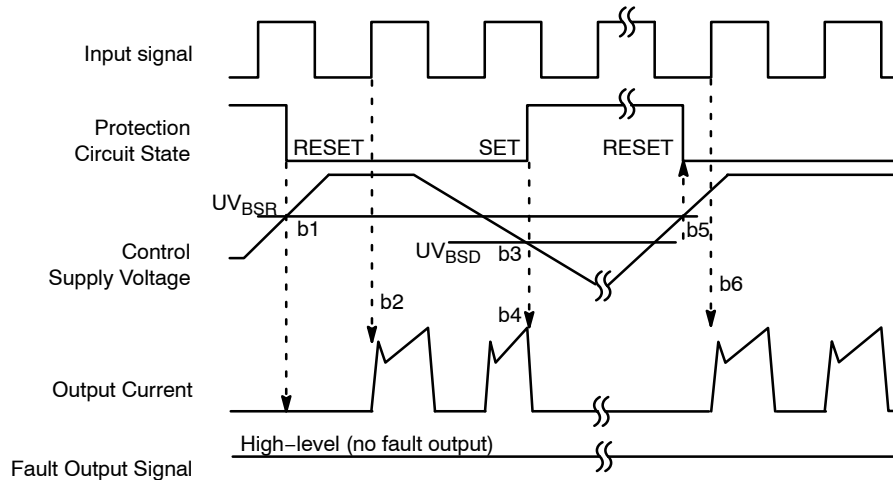 Input signal
Protection
Circuit State
RESET
SET
RESET
UVBSR
b1
UVBSD
b3
b5
Control
Supply Voltage
b2
b4
b6
Output Current
High−level (no fault output)
Fault Output Signal